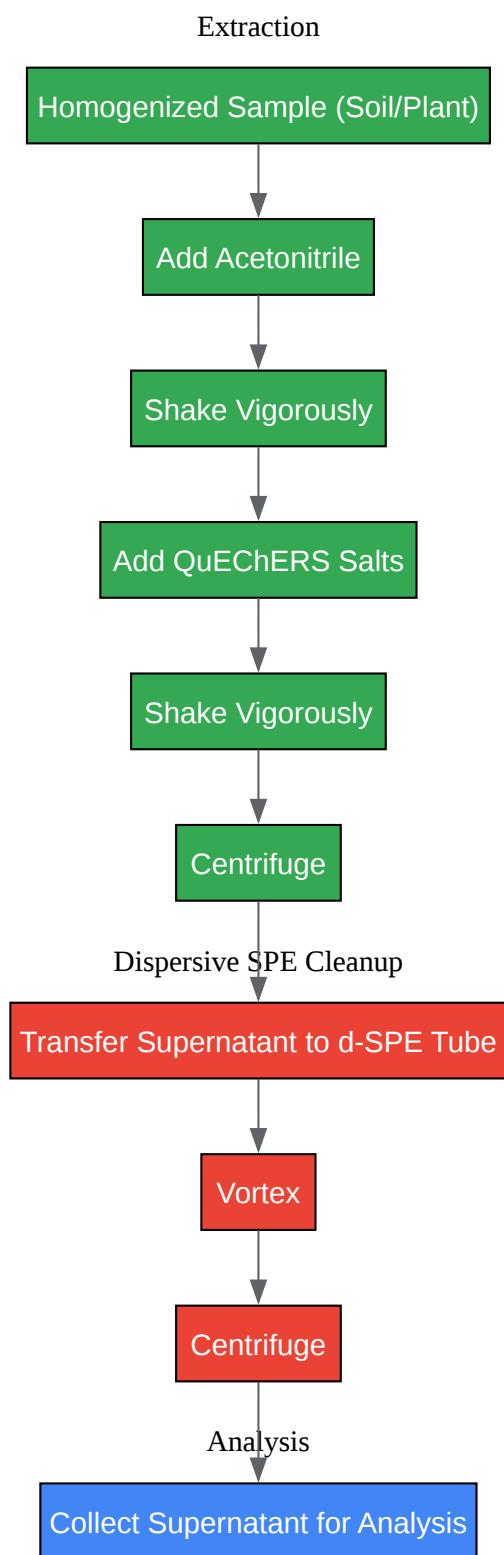 Extraction
Homogenized Sample (Soil/Plant)
Add Acetonitrile
Shake Vigorously
Add QuEChERS Salts
Shake Vigorously
Centrifuge
Dispersive SPE Cleanup
Transfer Supernatant to d-SPE Tube
Vortex
Centrifuge
Analysis
Collect Supernatant for Analysis